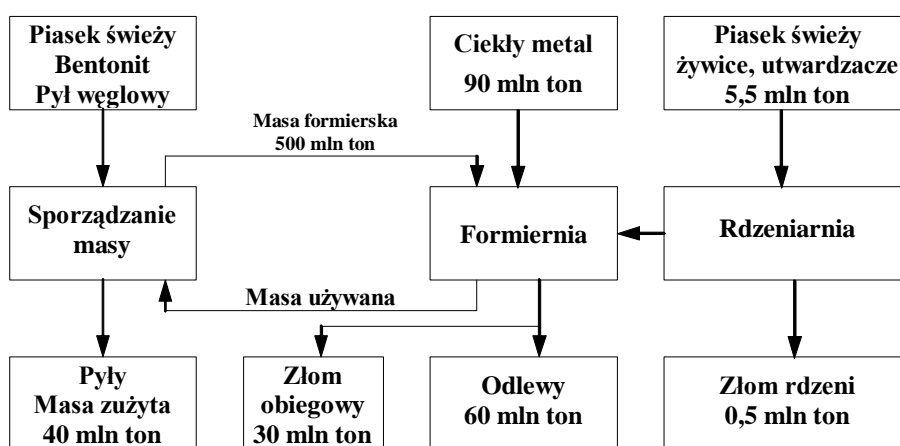 Piasek świeży
Bentonit
Pył węglowy
Ciekły metal
90 mln ton
Piasek świeży
żywice, utwardzacze
5,5 mln ton
Masa formierska
500 mln ton
Sporządzanie
masy
Formiernia
Rdzeniarnia
Masa używana
Pyły
Masa zużyta
40 mln ton
Złom
obiegowy
30 mln ton
Odlewy
60 mln ton
Złom rdzeni
0,5 mln ton